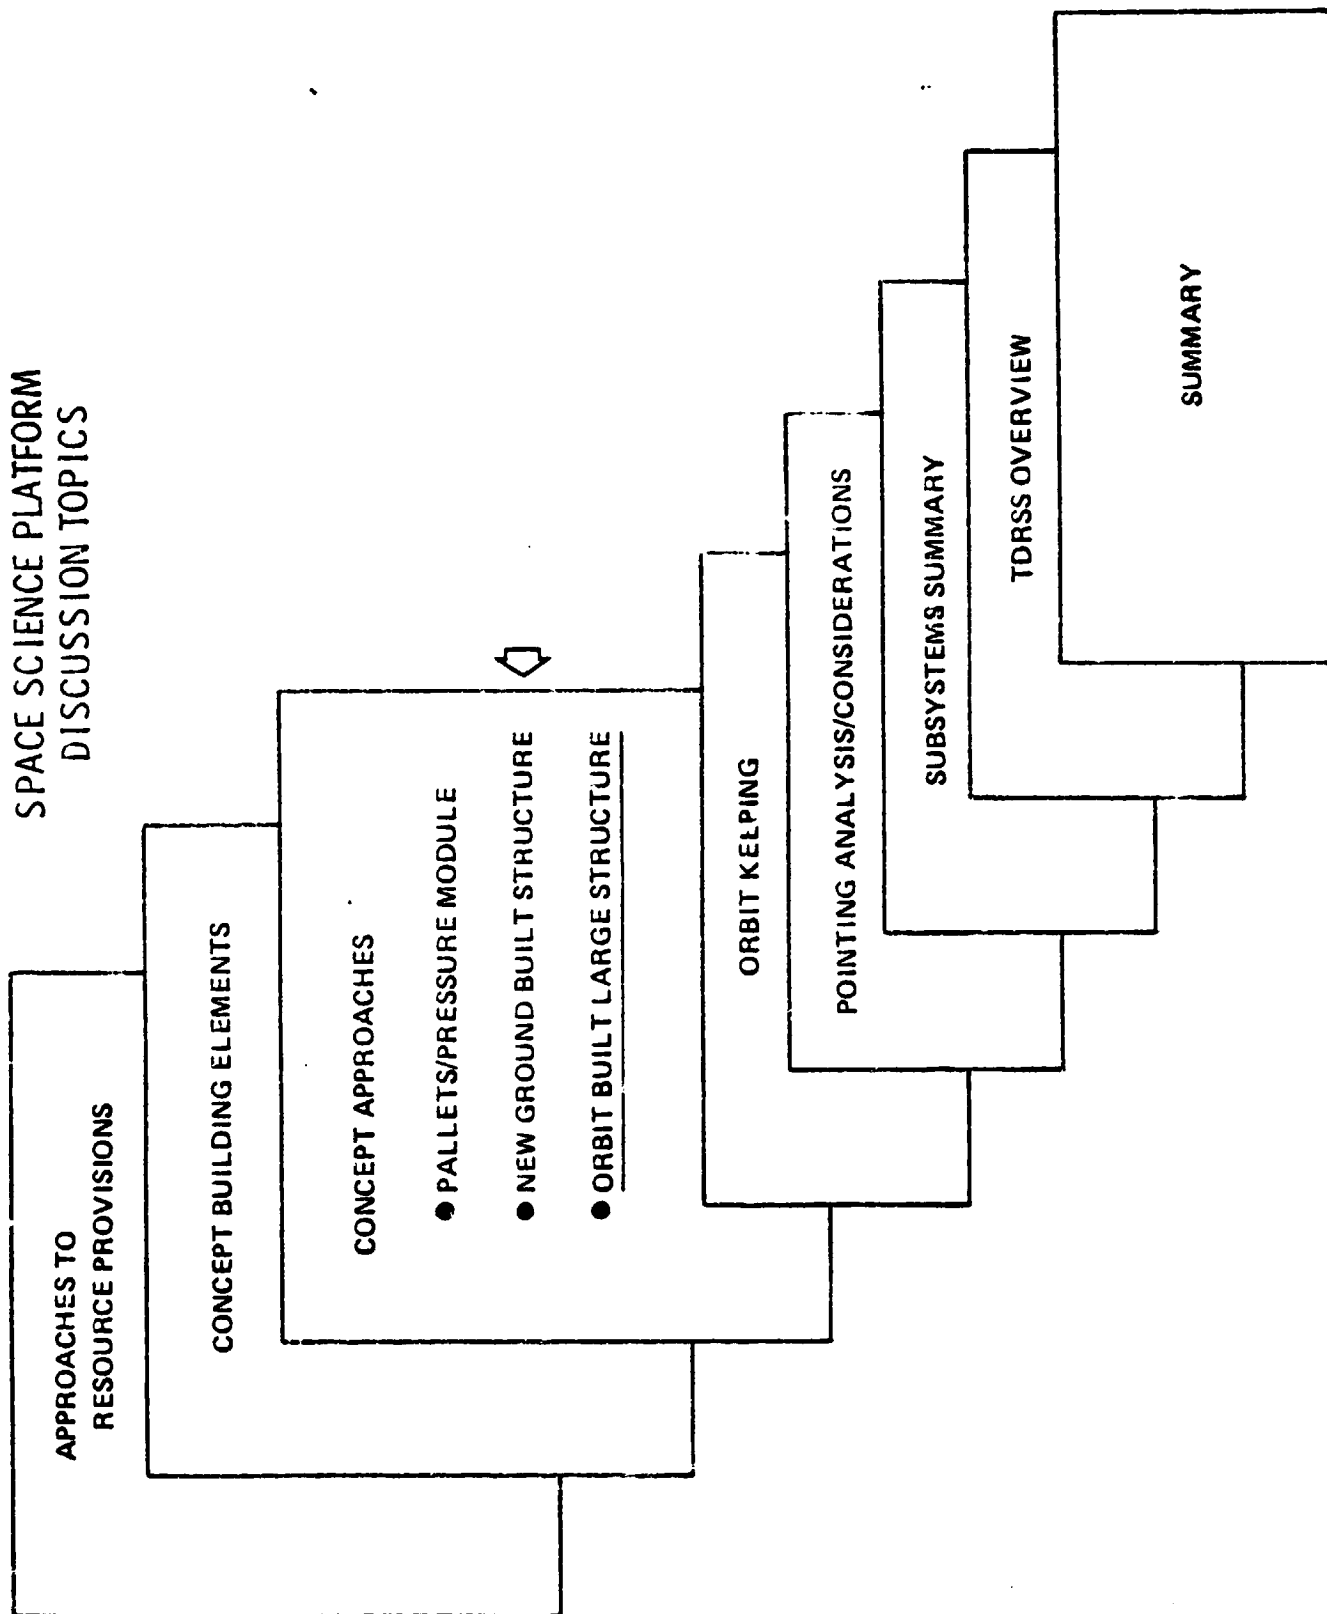 SPACE SCIENCE PLATFORM
DISCUSSION TOPICS
APPROACHES TO
RESOURCE PROVISIONS
CONCEPT BUILDING ELEMENTS
CONCEPT APPROACHES
● PALLETS/PRESSURE MODULE
● NEW GROUND BUILT STRUCTURE
● ORBIT BUILT LARGE STRUCTURE
ORBIT KEEPING
POINTING ANALYSIS/CONSIDERATIONS
SUBSYSTEMS SUMMARY
TDRSS OVERVIEW
SUMMARY